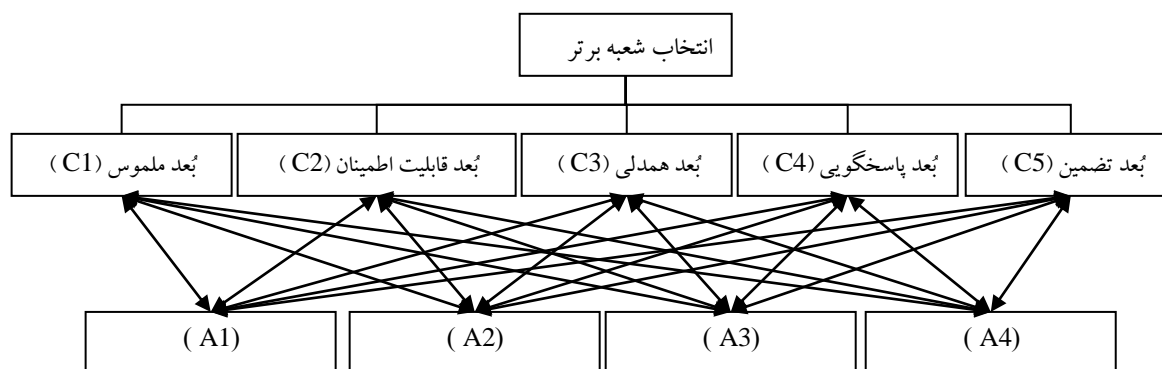 انتخاب شعبه برتر
بُعد ملموس (C1)
بُعد قابلیت اطمینان (C2)
بُعد همدلی (C3)
بُعد پاسخگویی (C4)
بُعد تضمین (C5)
(A1)
(A2)
(A3)
(A4)